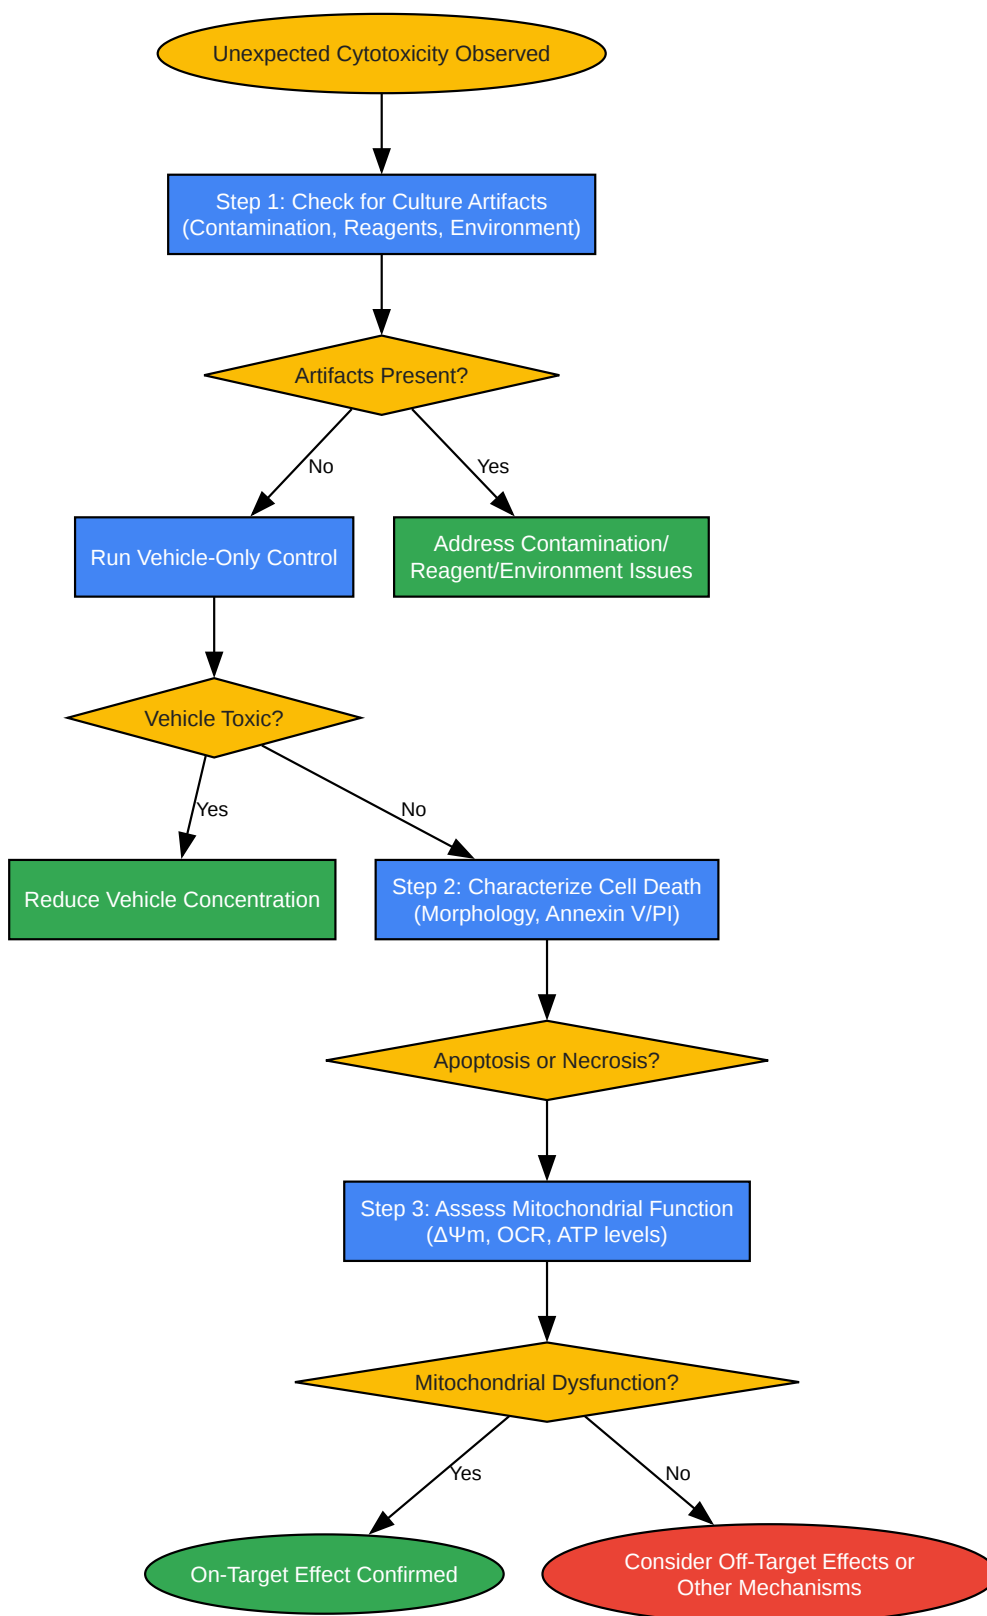 Unexpected Cytotoxicity Observed
Step 1: Check for Culture Artifacts
(Contamination, Reagents, Environment)
Artifacts Present?
No
Yes
Run Vehicle-Only Control
Address Contamination/
Reagent/Environment Issues
Vehicle Toxic?
Yes
No
Reduce Vehicle Concentration
Step 2: Characterize Cell Death
(Morphology, Annexin V/PI)
Apoptosis or Necrosis?
Step 3: Assess Mitochondrial Function
(ΔΨm, OCR, ATP levels)
Mitochondrial Dysfunction?
Yes
No
On-Target Effect Confirmed
Consider Off-Target Effects or
Other Mechanisms